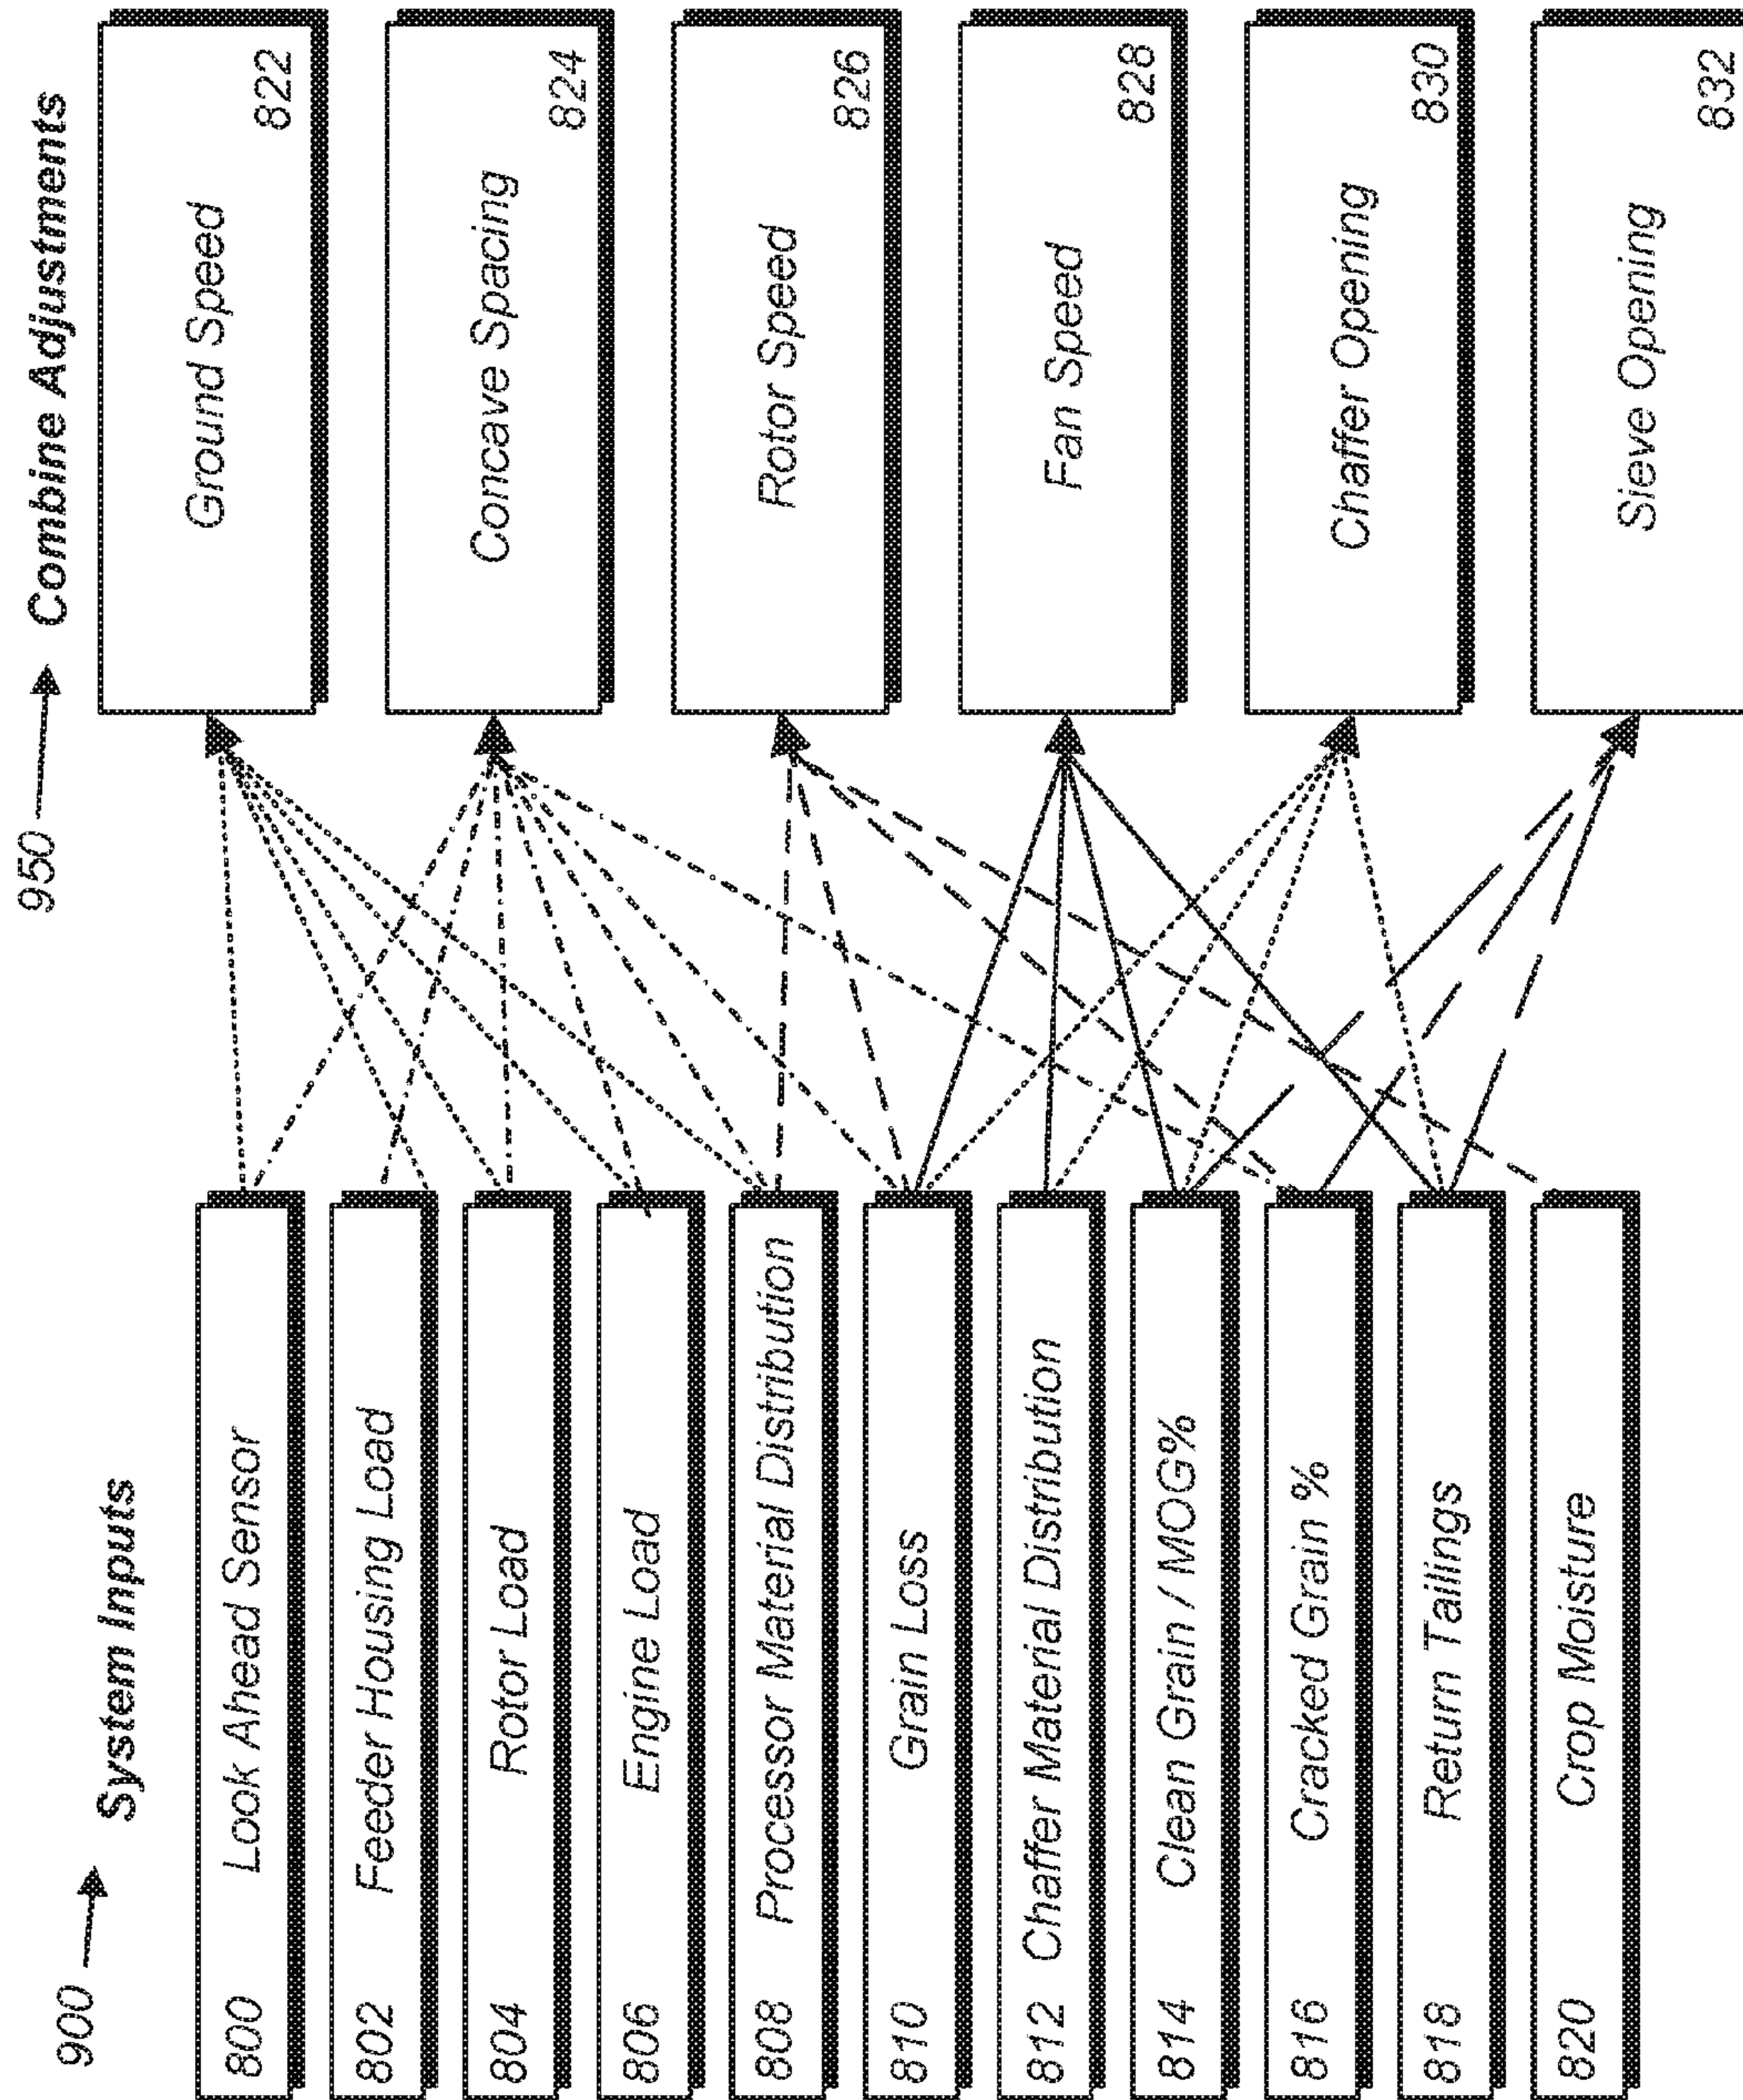 900
System Inputs
800 Look Ahead Sensor
802 Feeder Housing Load
804 Rotor Load
806 Engine Load
808 Processor Material Distribution
810 Grain Loss
812 Chaffer Material Distribution
814 Clean Grain / MOG%
816 Cracked Grain %
818 Return Tailings
820 Crop Moisture
950
Combine Adjustments
Ground Speed 822
Concave Spacing 824
Rotor Speed 826
Fan Speed 828
Chaffer Opening 830
Sieve Opening 832